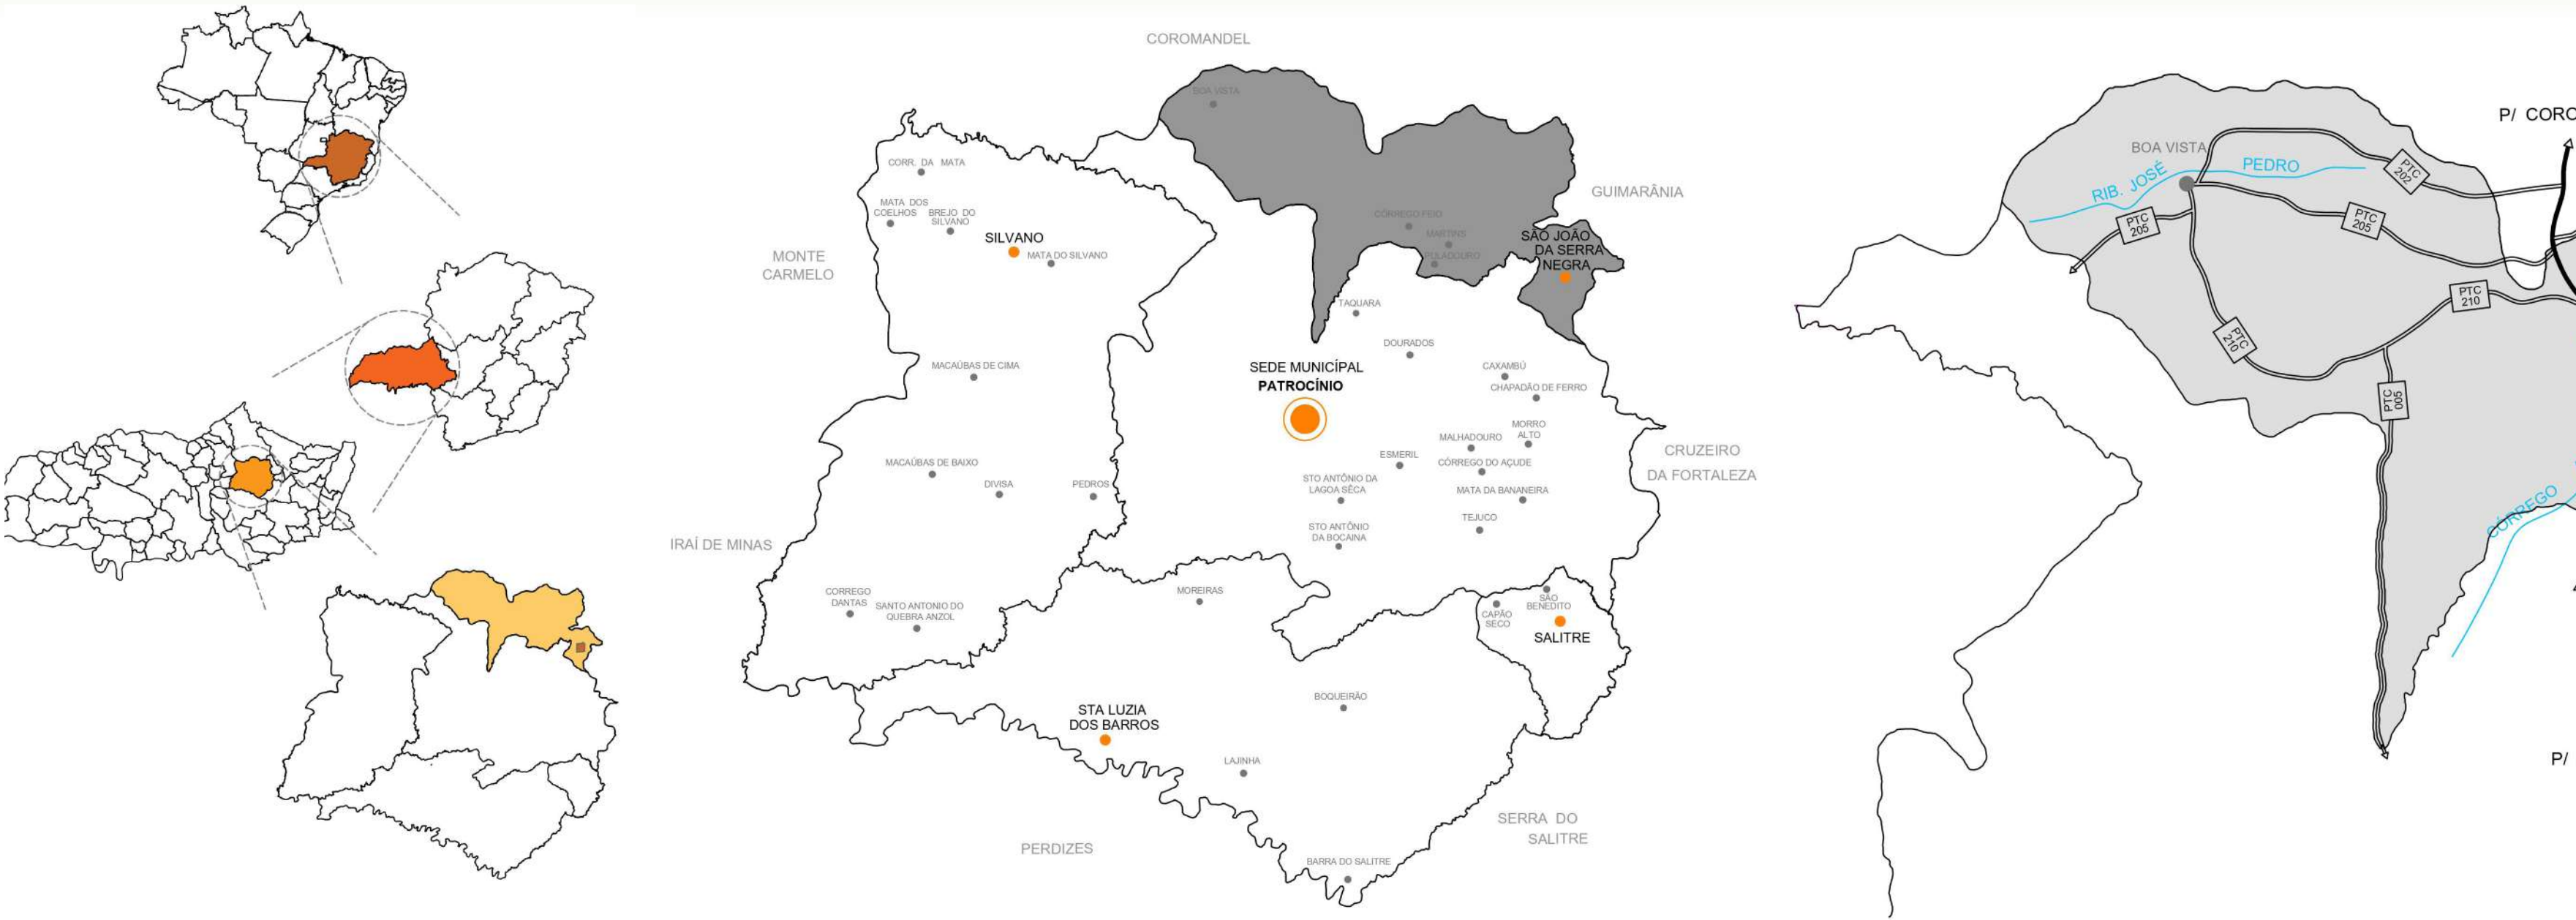 COROMANDEL
BOA VISTA
GUIMARÂNIA
CORR. DA MATA
MATA DOS
COELHOS
BREJO DO
SILVANO
SILVANO
MATA DO SILVANO
MONTE
CARMELO
CÓRREGO FEIO
MARTINS
PULADOURO
SÃO JOÃO
DA SERRA
NEGRA
TAQUARA
DOURADOS
MACAÚBAS DE CIMA
SEDE MUNICÍPAL
PATROCÍNIO
CAXAMBÚ
CHAPADÃO DE FERRO
MORRO
ALTO
MALHADOURO
CÓRREGO DO AÇUDE
ESMERIL
CRUZEIRO
DA FORTALEZA
MACAÚBAS DE BAIXO
DIVISA
PEDROS
STO ANTÔNIO DA
LAGOA SÊCA
MATA DA BANANEIRA
TEJUCO
STO ANTÔNIO
DA BOCAINA
IRAÍ DE MINAS
CORREGO
DANTAS
SANTO ANTONIO DO
QUEBRA ANZOL
MOREIRAS
CAPÃO
SECO
SÃO
BENEDITO
SALITRE
BOQUEIRÃO
STA LUZIA
DOS BARROS
LAJINHA
SERRA DO
SALITRE
PERDIZES
BARRA DO SALITRE
P/ CORO
BOA VISTA
RIB. JOSÉ
PEDRO
PTC
202
PTC
205
PTC
205
PTC
210
PTC
210
PTC
005
CÓRREGO
P/